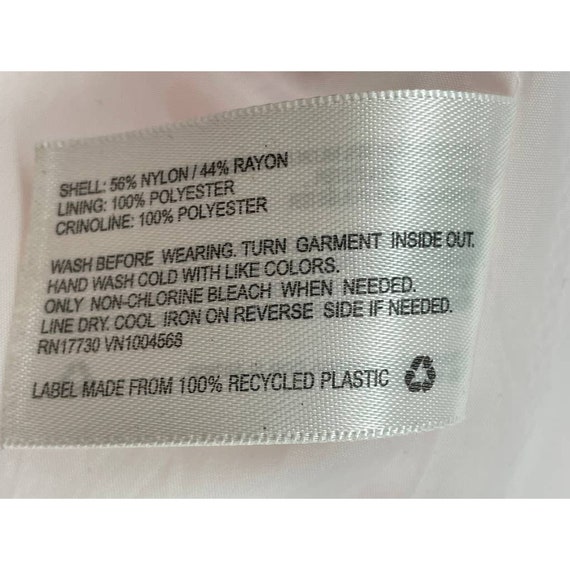 SHELL: 56% NYLON / 44% RAYON
LINING: 100% POLYESTER
CRINOLINE: 100% POLYESTER
WASH BEFORE WEARING. TURN GARMENT INSIDE OUT.
HAND WASH COLD WITH LIKE COLORS.
ONLY NON-CHLORINE BLEACH WHEN NEEDED.
LINE DRY. COOL IRON ON REVERSE SIDE IF NEEDED.
RN17730 VN1004568
LABEL MADE FROM 100% RECYCLED PLASTIC